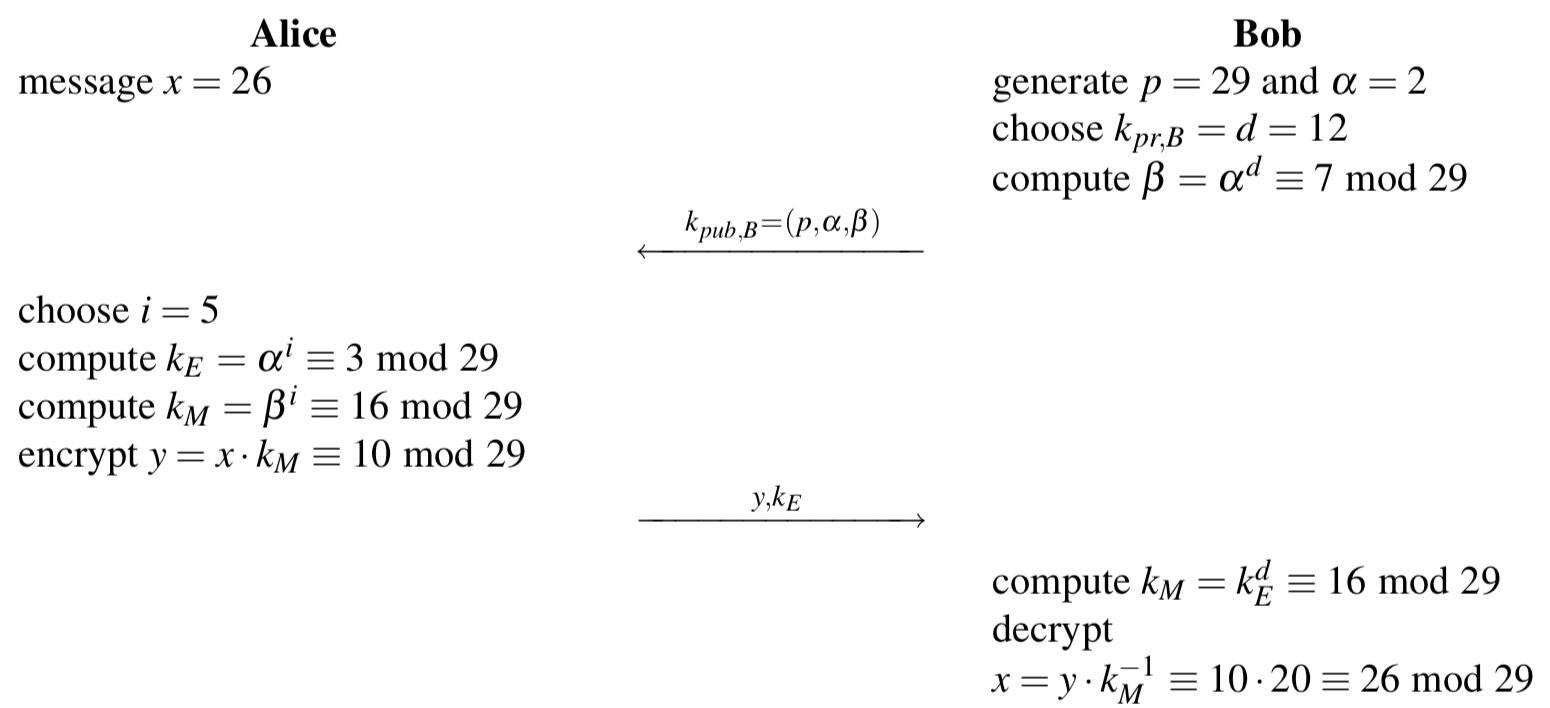 Alice
Bob
message x = 26
generate p = 29 and α = 2
choose k_{pr,B} = d = 12
compute β = α^d ≡ 7 mod 29
k_{pub,B}=(p,α,β)
choose i = 5
compute k_E = α^i ≡ 3 mod 29
compute k_M = β^i ≡ 16 mod 29
encrypt y = x · k_M ≡ 10 mod 29
y,k_E
compute k_M = k_E^d ≡ 16 mod 29
decrypt
x = y · k_M^{-1} ≡ 10 · 20 ≡ 26 mod 29